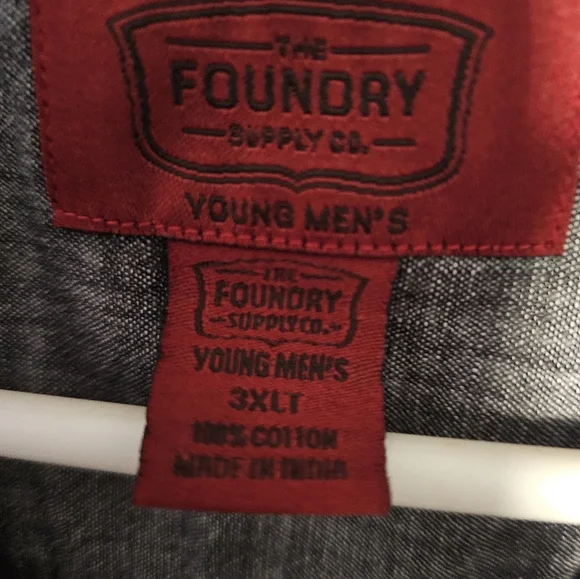 THE
FOUNDRY
SUPPLY CO.
YOUNG MEN'S
THE
FOUNDRY
SUPPLY CO.
YOUNG MEN'S
3XLT
100% COTTON
MADE IN INDIA